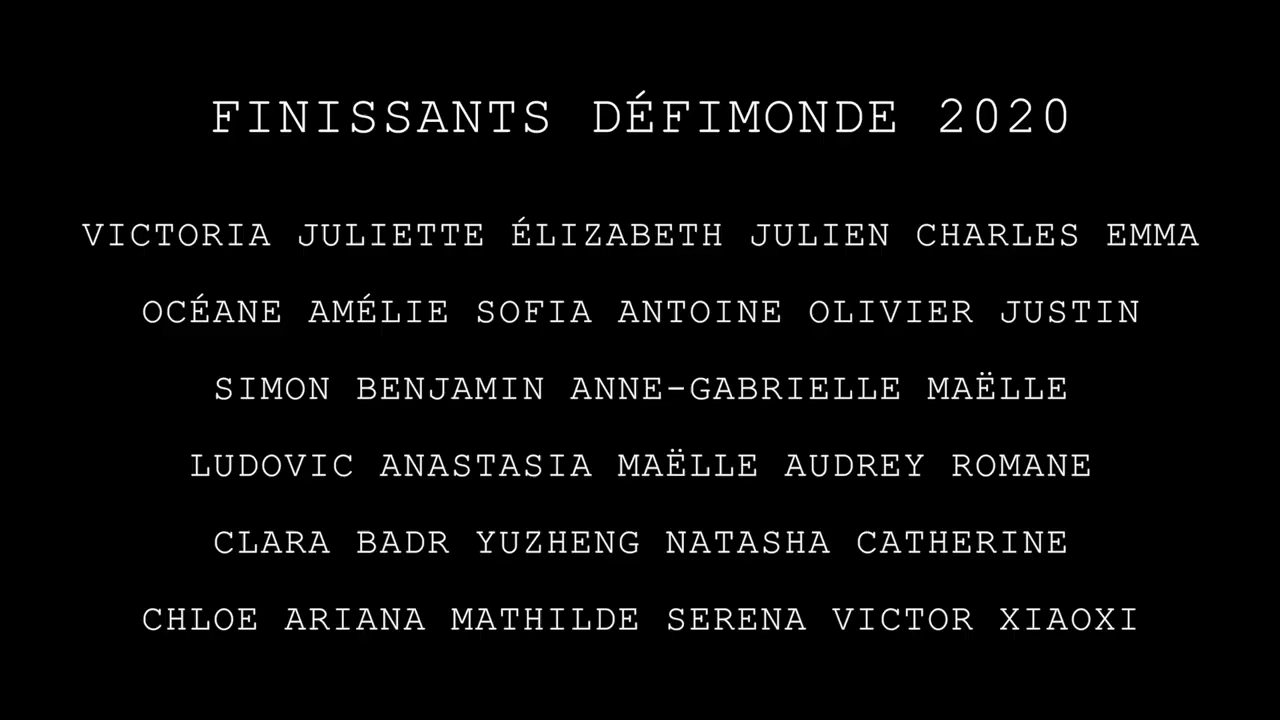 FINISSANTS DÉFIMONDE 2020
VICTORIA JULIETTE ÉLIZABETH JULIEN CHARLES EMMA
OCÉANE AMÉLIE SOFIA ANTOINE OLIVIER JUSTIN
SIMON BENJAMIN ANNE-GABRIELLE MAËLLE
LUDOVIC ANASTASIA MAËLLE AUDREY ROMANE
CLARA BADR YUZHENG NATASHA CATHERINE
CHLOE ARIANA MATHILDE SERENA VICTOR XIAOXI